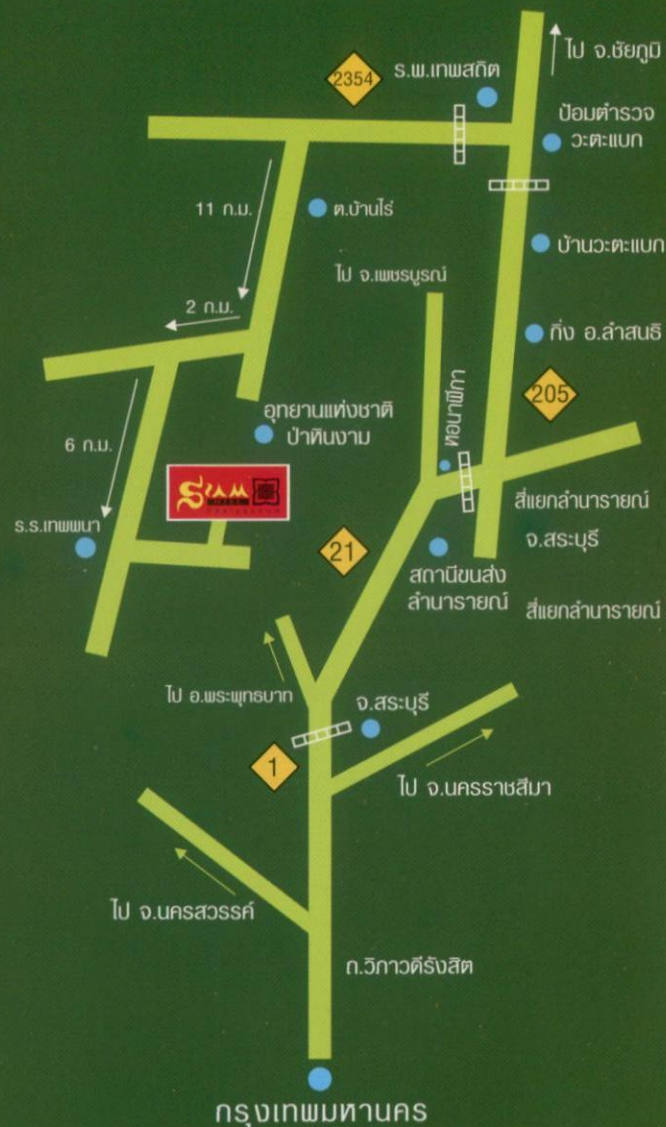 ไป จ.ชัยภูมิ
2354
ร.พ.เทพสถิต
ป้อมตำรวจ
วะตะแบก
11 ก.ม.
ต.บ้านไร่
บ้านวะตะแบก
ไป จ.เพชรบูรณ์
2 ก.ม.
กิ่ง อ.ลำสนธิ
205
หอนาฬิกา
อุทยานแห่งชาติ
ป่าหินงาม
6 ก.ม.
SIAM
สี่แยกลำนารายณ์
ร.ร.เทพพนา
21
จ.สระบุรี
สถานีขนส่ง
ลำนารายณ์
สี่แยกลำนารายณ์
ไป อ.พระพุทธบาท
จ.สระบุรี
1
ไป จ.นครราชสีมา
ไป จ.นครสวรรค์
ถ.วิภาวดีรังสิต
กรุงเทพมหานคร